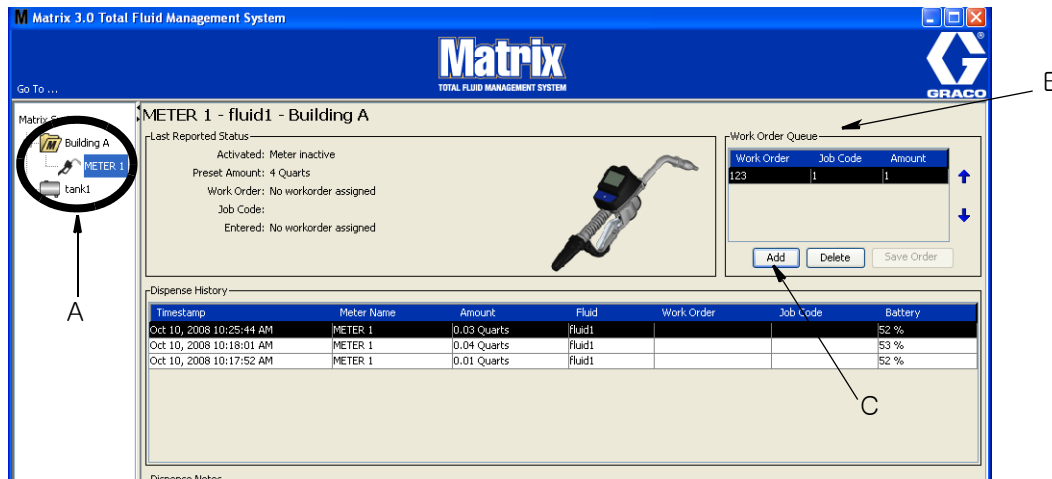 Matrix 3.0 Total Fluid Management System
Matrix
TOTAL FLUID MANAGEMENT SYSTEM
GRACO
Go To ...
Building A
METER 1
tank1
A
METER 1 - fluid1 - Building A
Last Reported Status
Activated: Meter inactive
Preset Amount: 4 Quarts
Work Order: No workorder assigned
Job Code:
Entered: No workorder assigned
Work Order Queue
Work Order Job Code Amount
123 1 1
Add Delete Save Order
Dispense History
Timestamp Meter Name Amount Fluid Work Order Job Code Battery
Oct 10, 2008 10:25:44 AM METER 1 0.03 Quarts fluid1 52 %
Oct 10, 2008 10:18:01 AM METER 1 0.04 Quarts fluid1 53 %
Oct 10, 2008 10:17:52 AM METER 1 0.01 Quarts fluid1 52 %
C
Dispense Notes